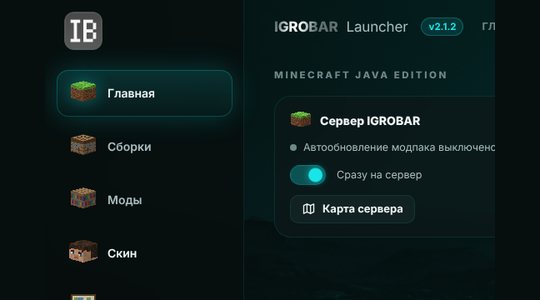 IB
IGROBAR Launcher v2.1.2 ГЛ
MINECRAFT JAVA EDITION
Главная
Сервер IGROBAR
Сборки
Автообновление модпака выключено
Сразу на сервер
Моды
Карта сервера
Скин